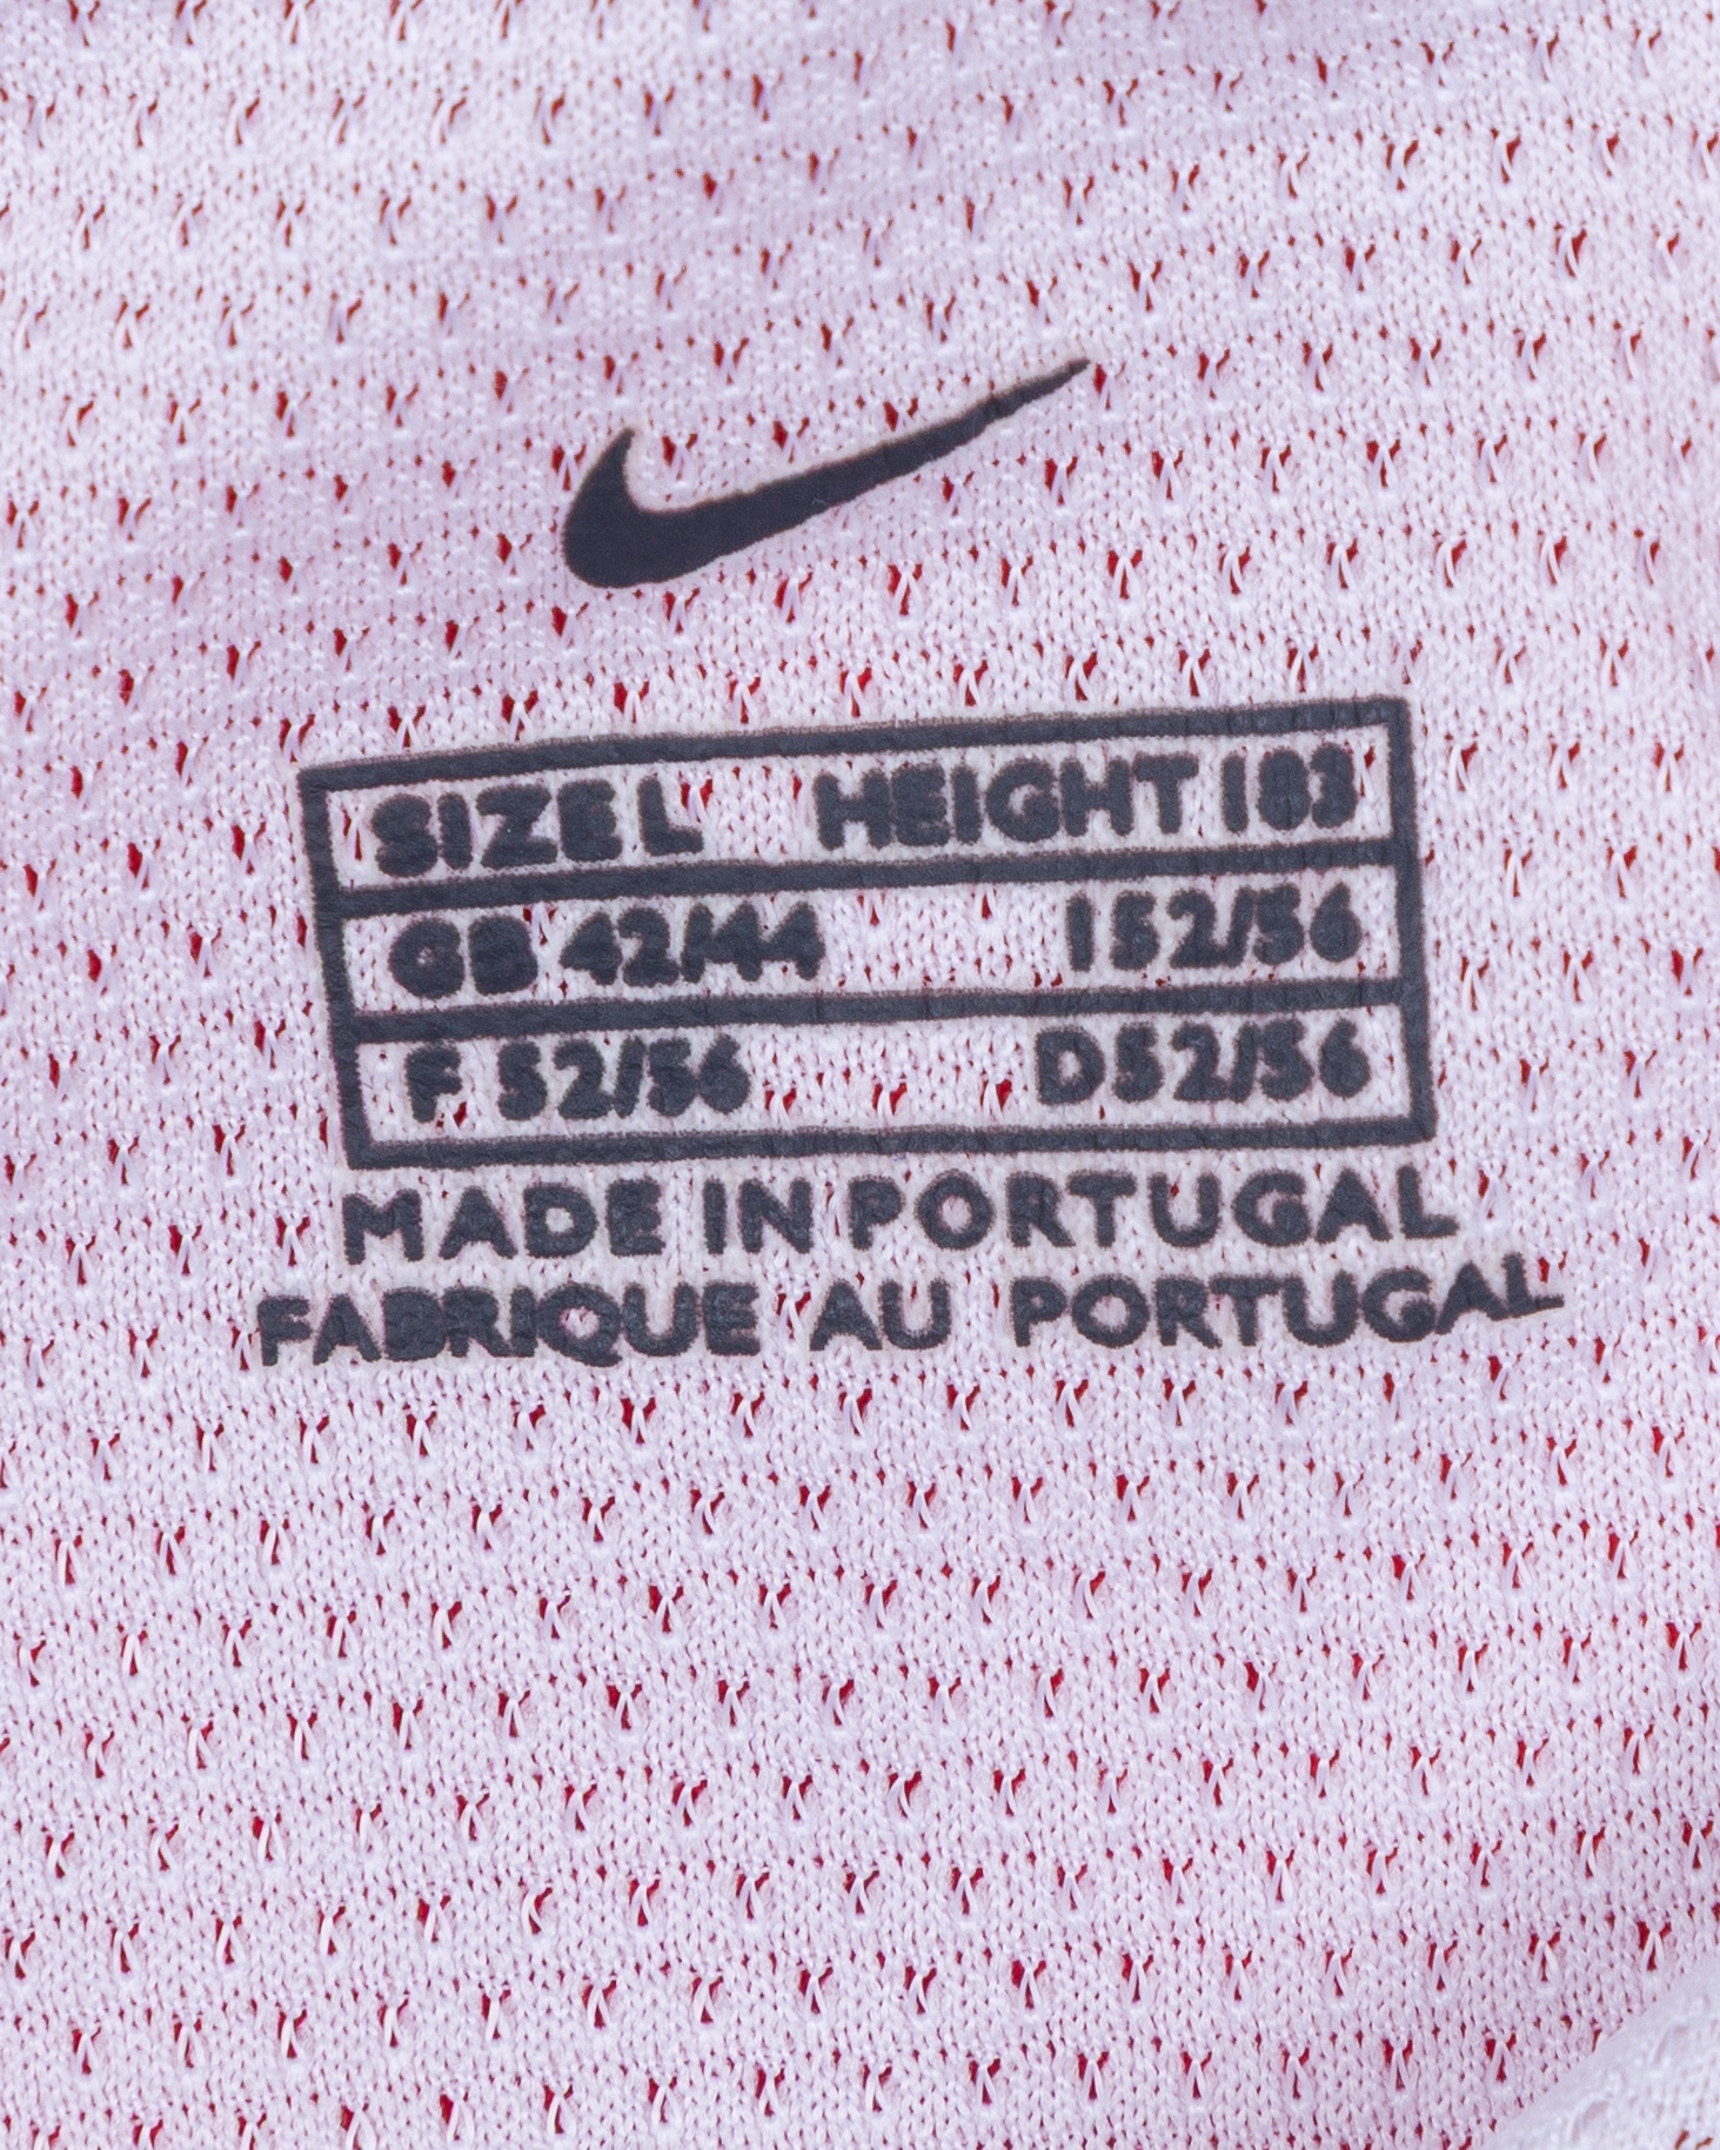 SIZE L HEIGHT 183
GB 42/44 I 52/56
F 52/56 D 52/56
MADE IN PORTUGAL
FABRIQUE AU PORTUGAL